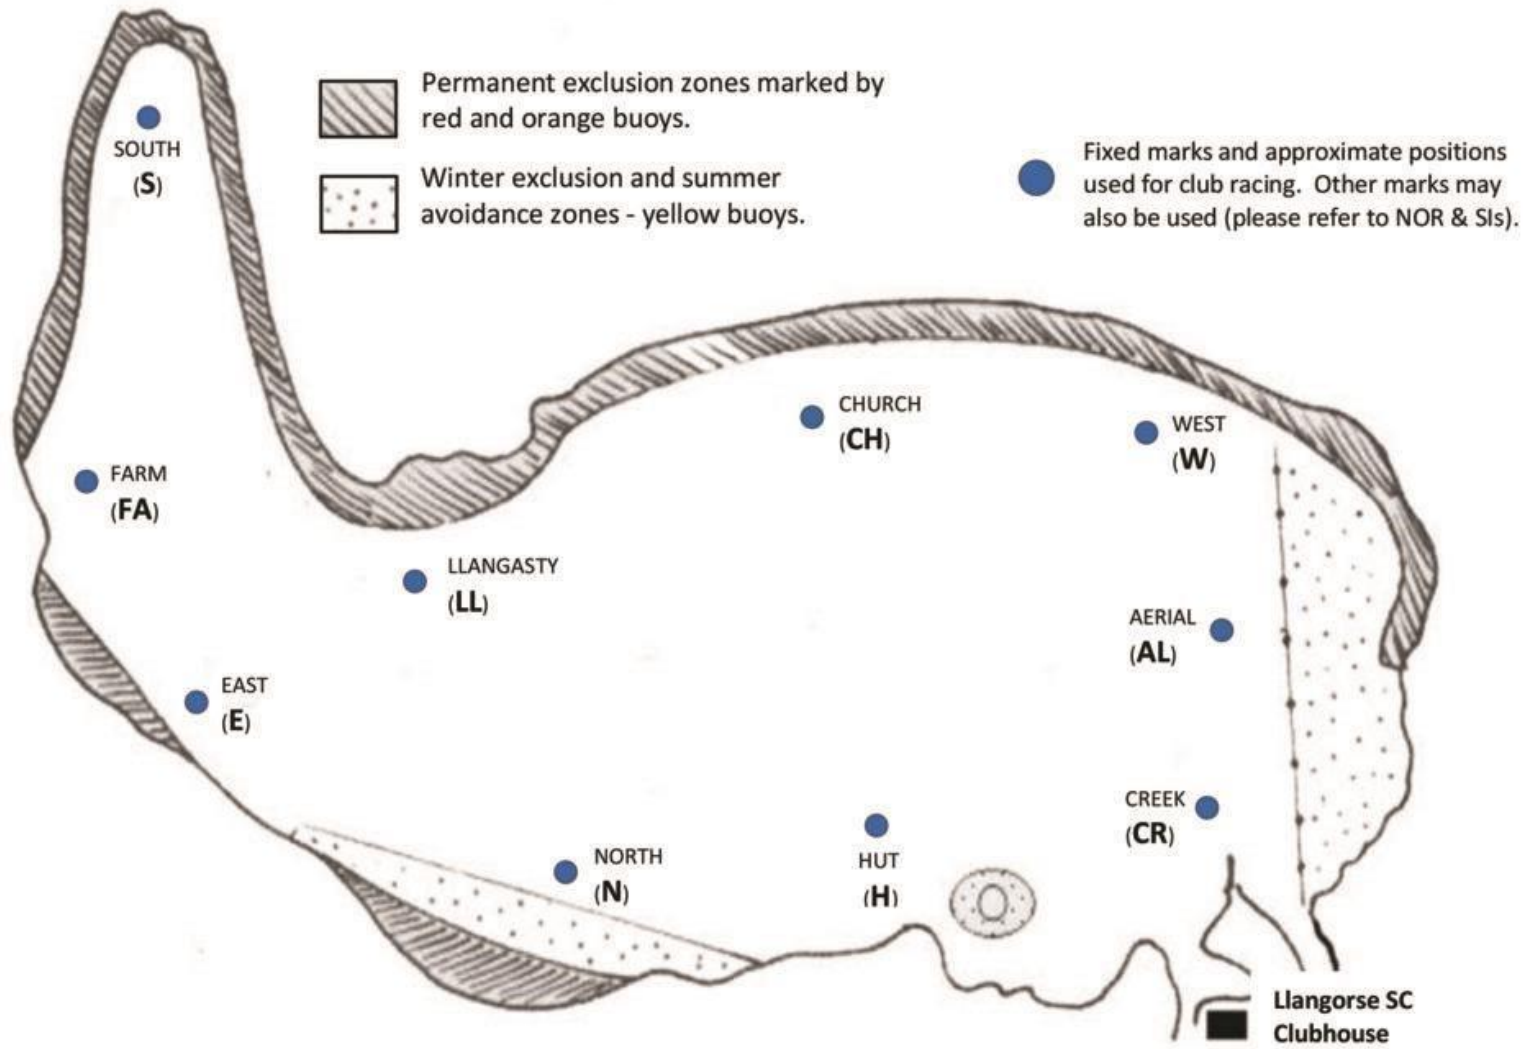 Permanent exclusion zones marked by
red and orange buoys.
Winter exclusion and summer
avoidance zones - yellow buoys.
Fixed marks and approximate positions
used for club racing.  Other marks may
also be used (please refer to NOR & SIs).
SOUTH
(S)
CHURCH
(CH)
WEST
(W)
FARM
(FA)
LLANGASTY
(LL)
AERIAL
(AL)
EAST
(E)
CREEK
(CR)
NORTH
(N)
HUT
(H)
Llangorse SC
Clubhouse